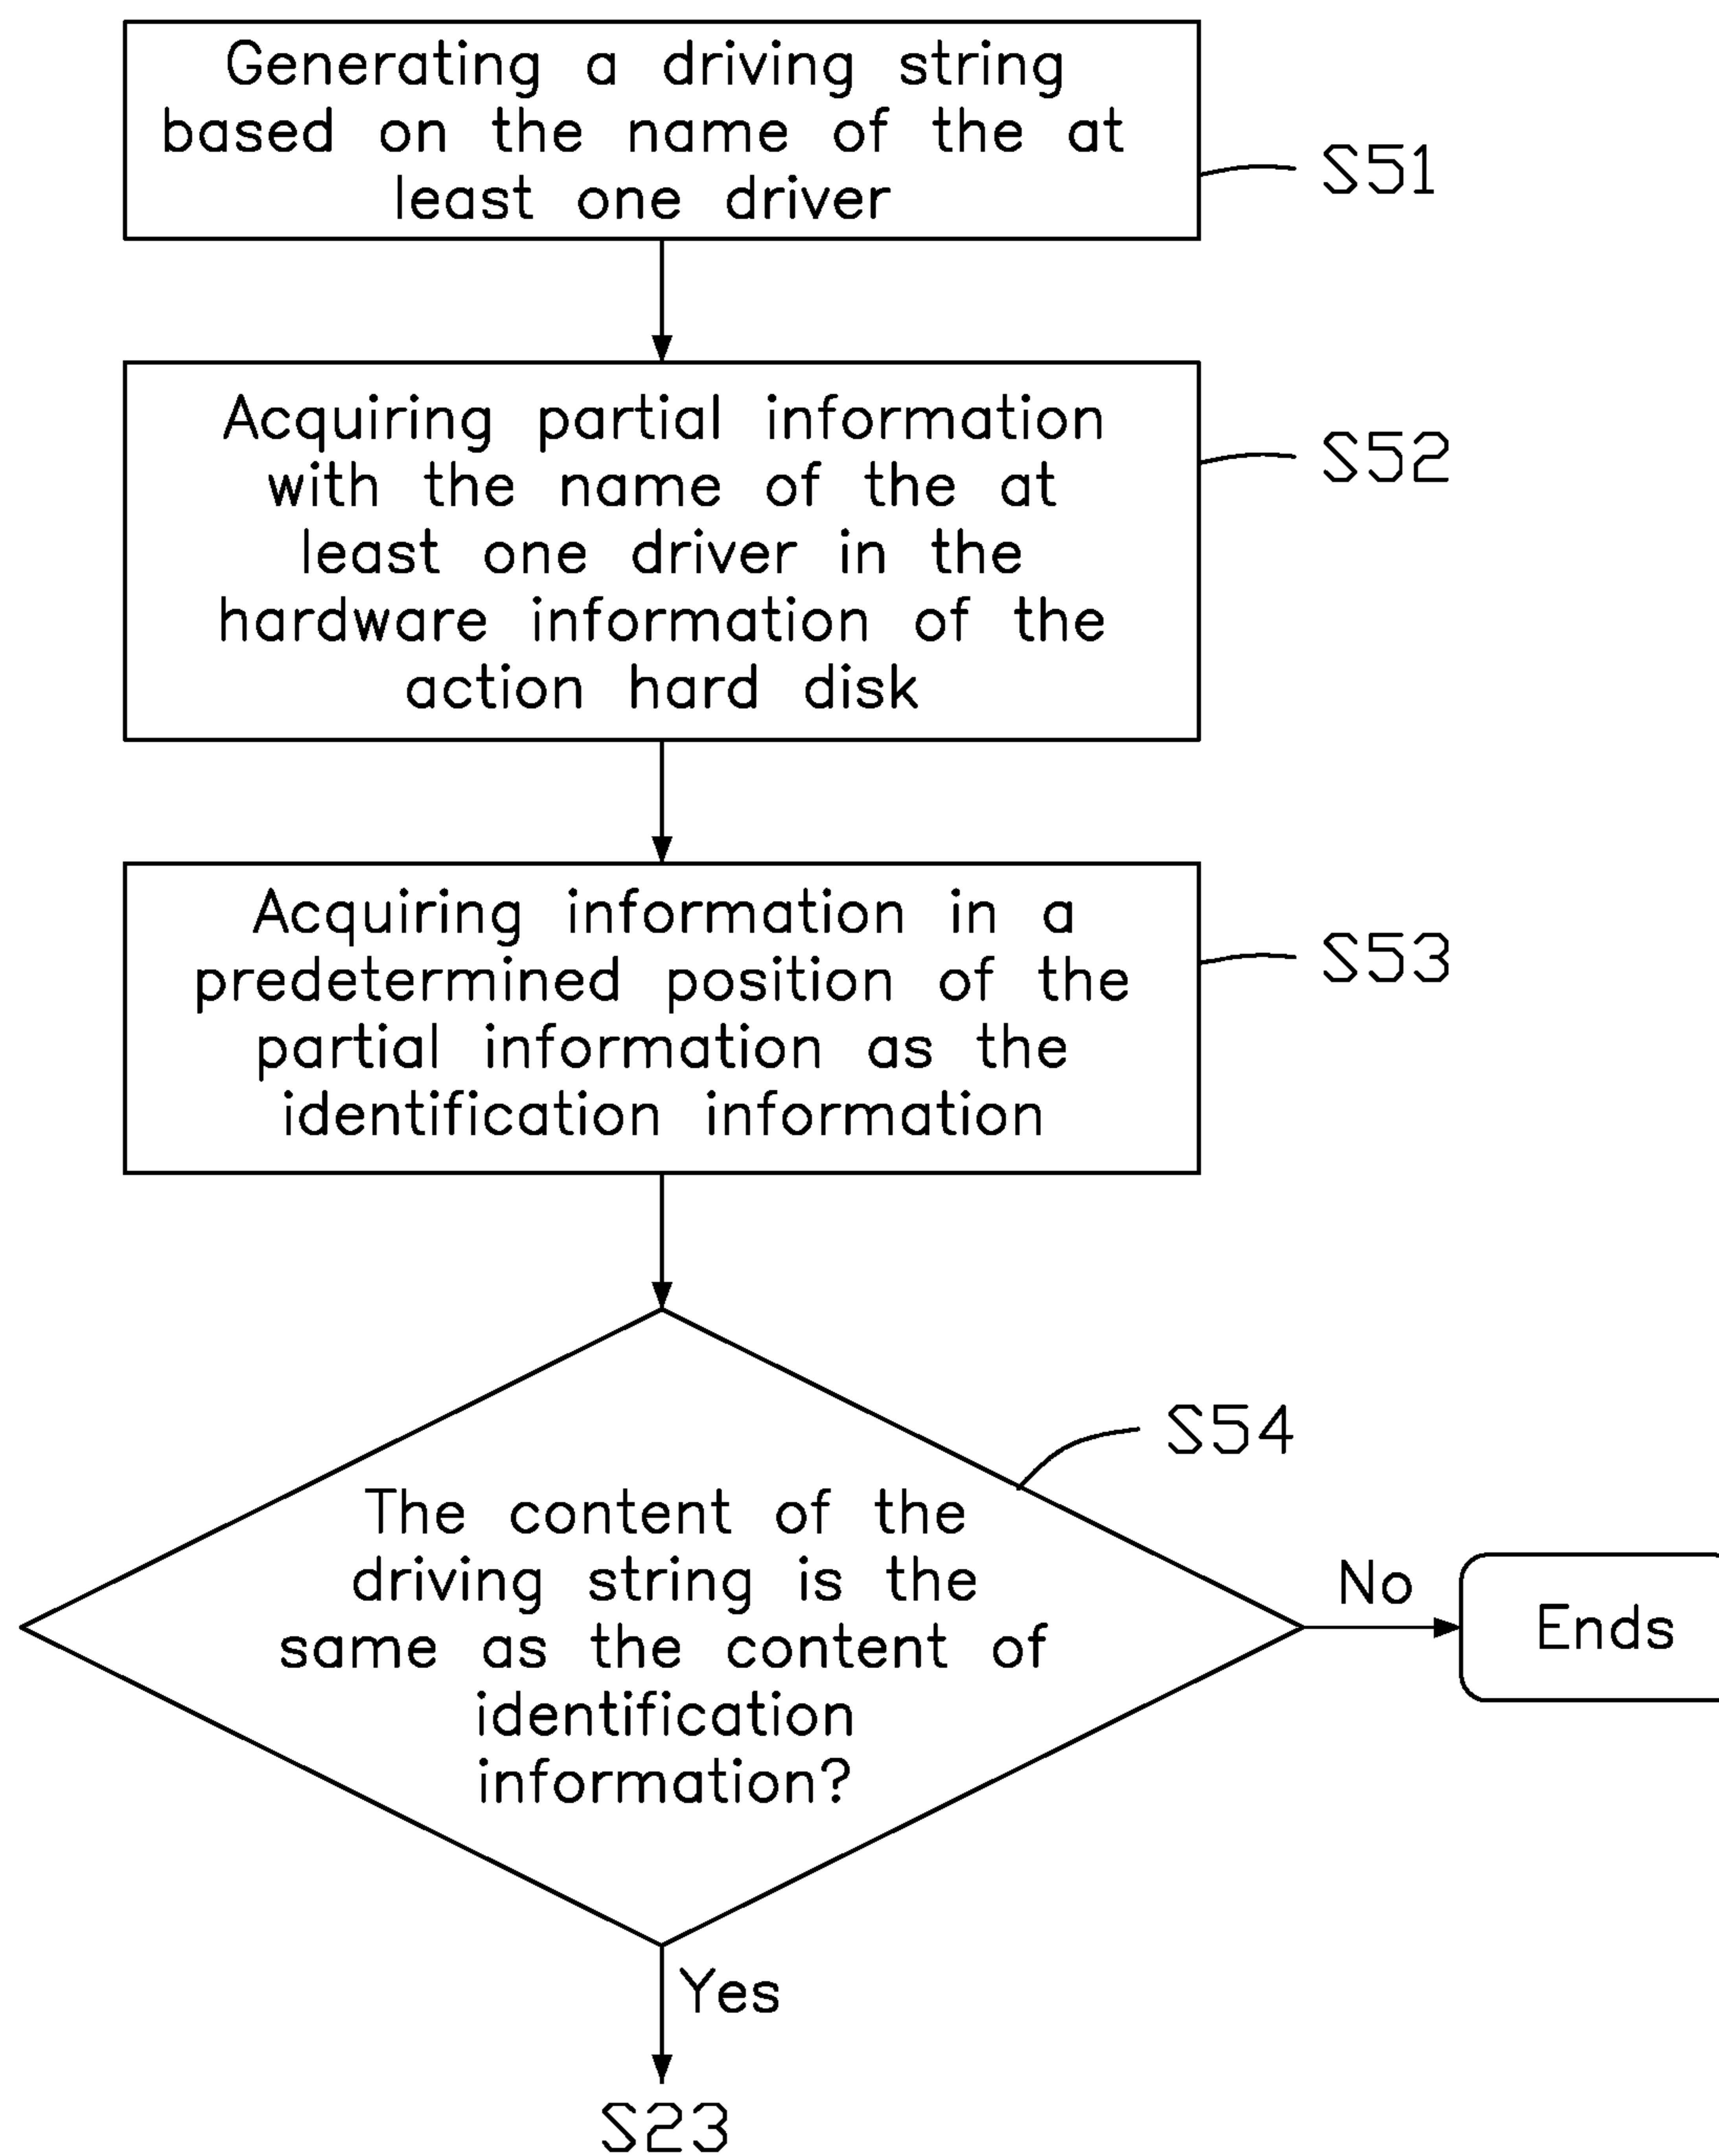 Generating a driving string
based on the name of the at
least one driver
S51
Acquiring partial information
with the name of the at
least one driver in the
hardware information of the
action hard disk
S52
Acquiring information in a
predetermined position of the
partial information as the
identification information
S53
S54
The content of the
driving string is the
same as the content of
identification
information?
No
Ends
Yes
S23